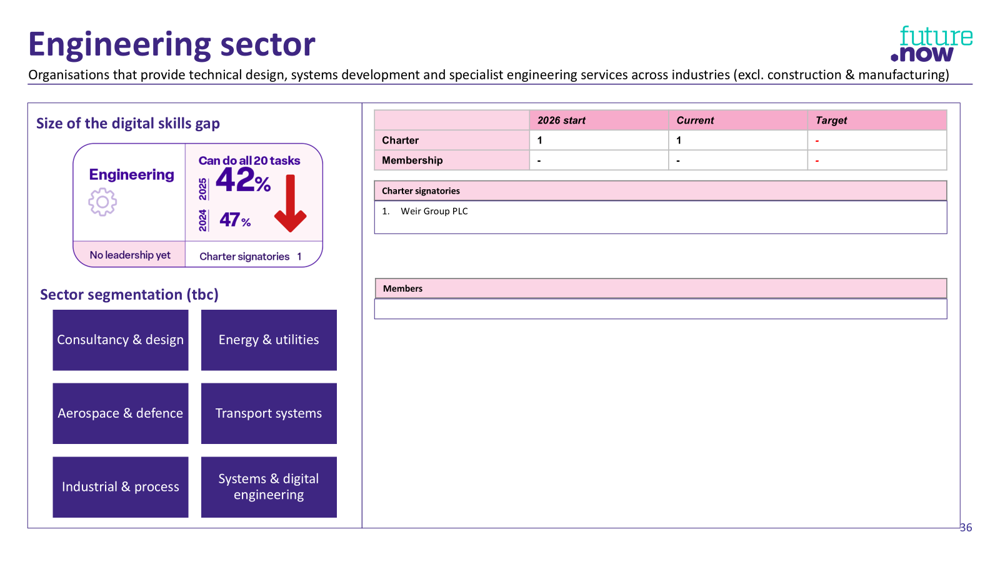 Engineering sector
future
.now
Organisations that provide technical design, systems development and specialist engineering services across industries (excl. construction & manufacturing)
Size of the digital skills gap
Engineering
Can do all 20 tasks
2025 42%
2024 47%
No leadership yet
Charter signatories 1
Sector segmentation (tbc)
Consultancy & design
Energy & utilities
Aerospace & defence
Transport systems
Industrial & process
Systems & digital
engineering
2026 start Current Target
Charter 1 1 -
Membership - - -
Charter signatories
1. Weir Group PLC
Members
36